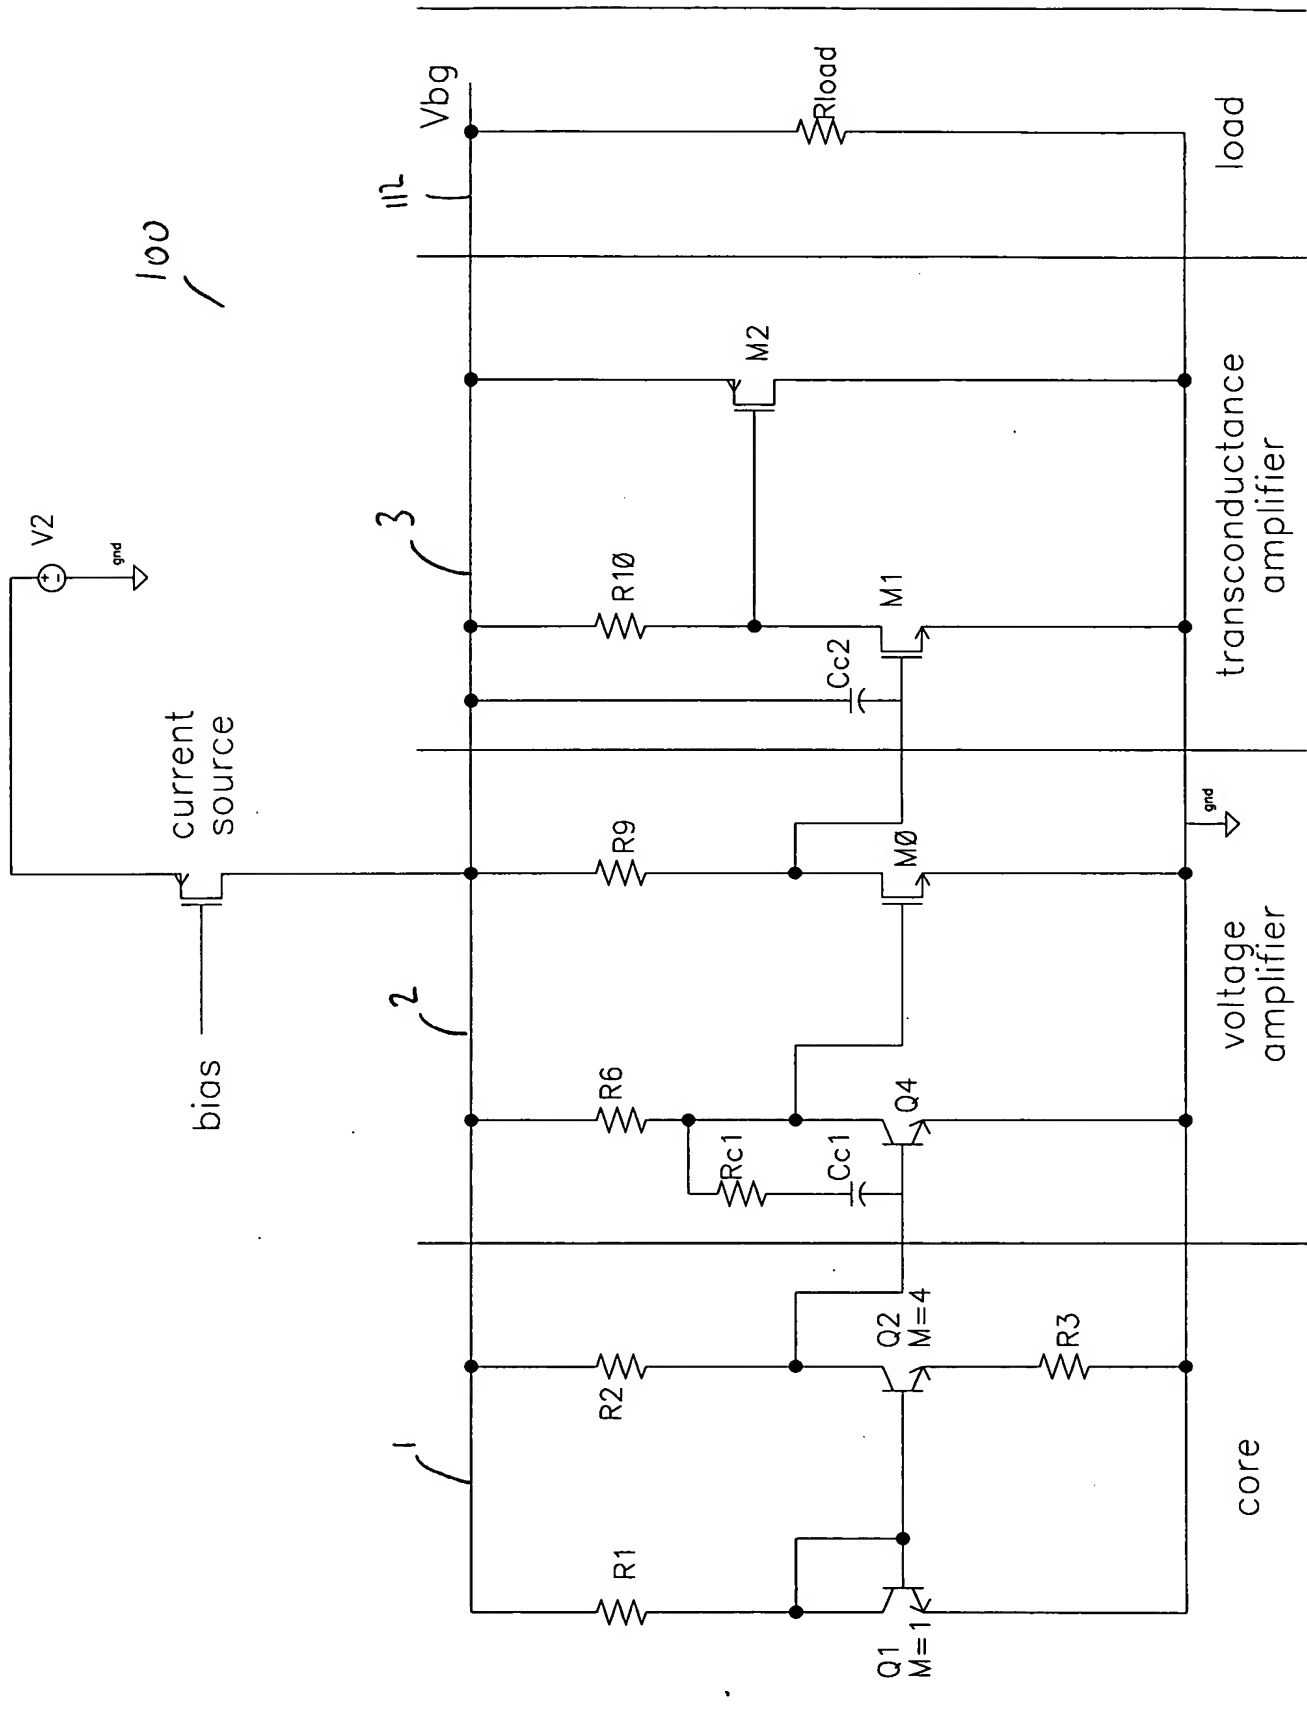 100
V2
gnd
current
source
bias
1
2
3
112
Vbg
R1
R2
R6
R9
R10
Rload
Rc1
Cc1
Cc2
M2
Q1
M=1
Q2
M=4
Q4
MØ
M1
R3
gnd
core
voltage
amplifier
transconductance
amplifier
load